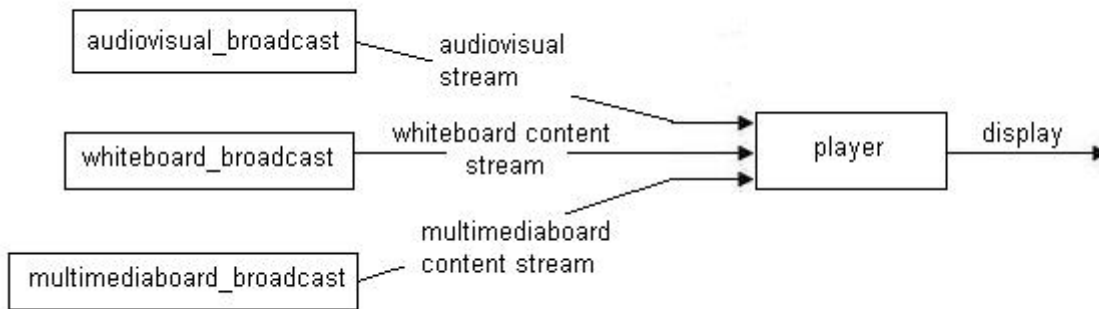 audiovisual_broadcast
audiovisual
stream
whiteboard_broadcast
whiteboard content
stream
player
display
multimediaboard
content stream
multimediaboard_broadcast